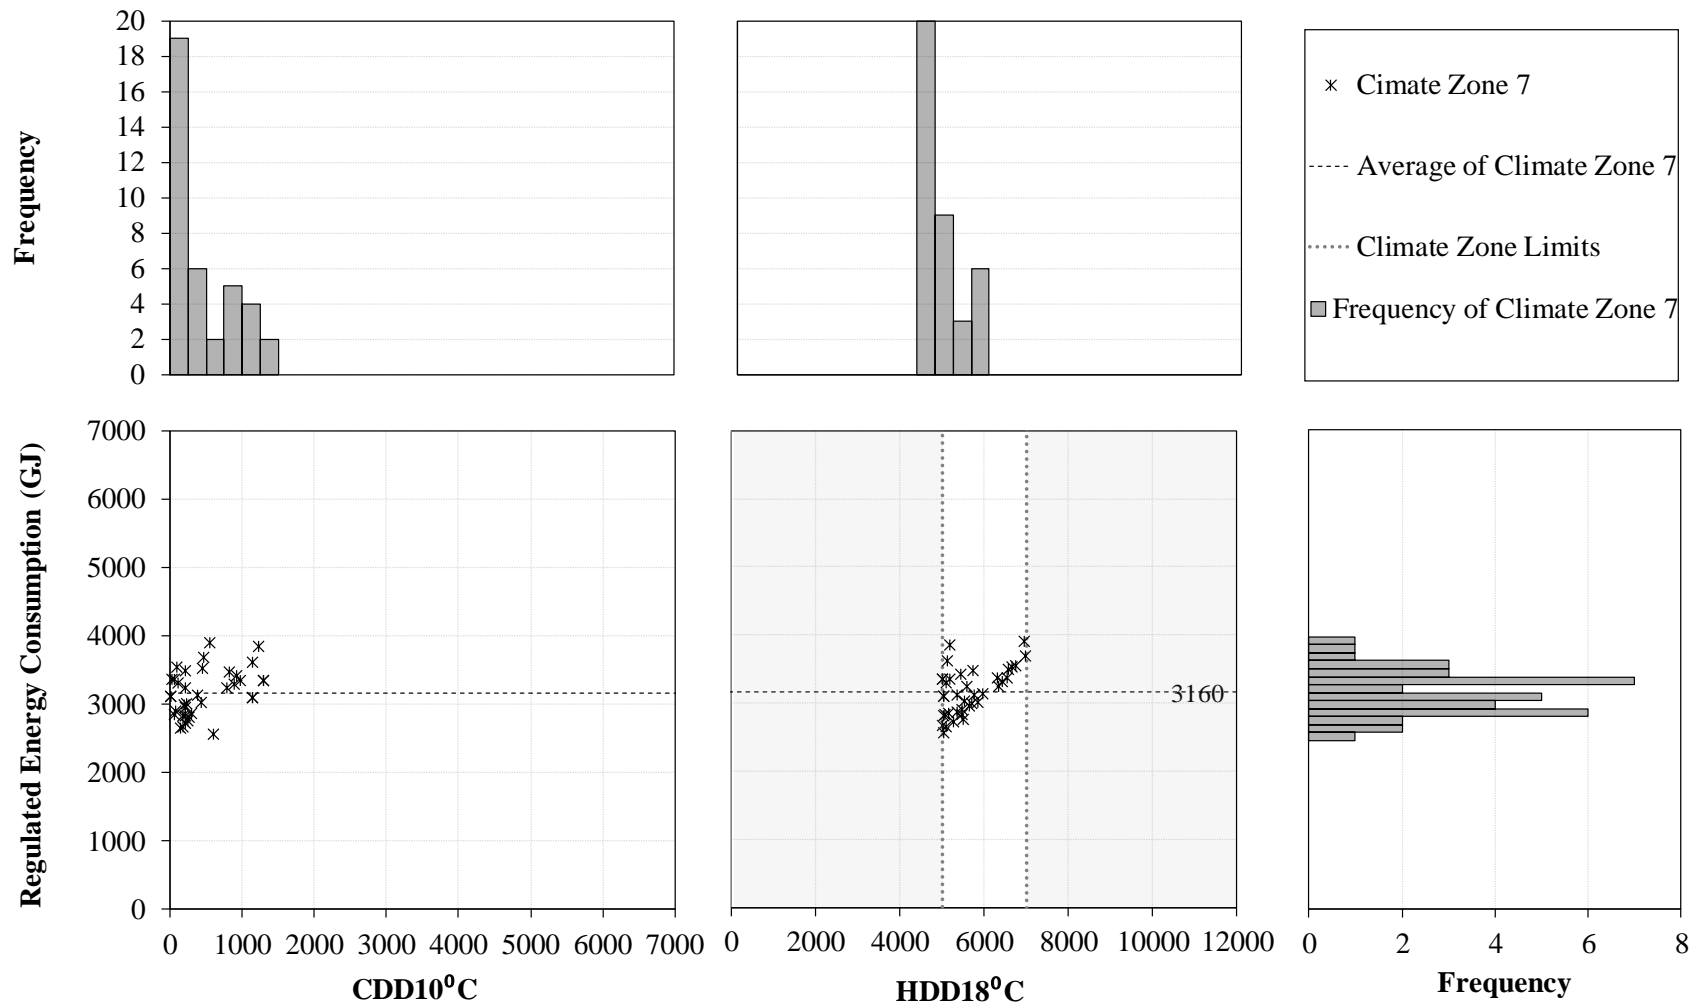 Frequency
20
18
16
14
12
10
8
6
4
2
0
Cimate Zone 7
Average of Climate Zone 7
Climate Zone Limits
Frequency of Climate Zone 7
Regulated Energy Consumption (GJ)
7000
6000
5000
4000
3000
2000
1000
0
0 1000 2000 3000 4000 5000 6000 7000
CDD10⁰C
3160
0 2000 4000 6000 8000 10000 12000
HDD18⁰C
0 2 4 6 8
Frequency